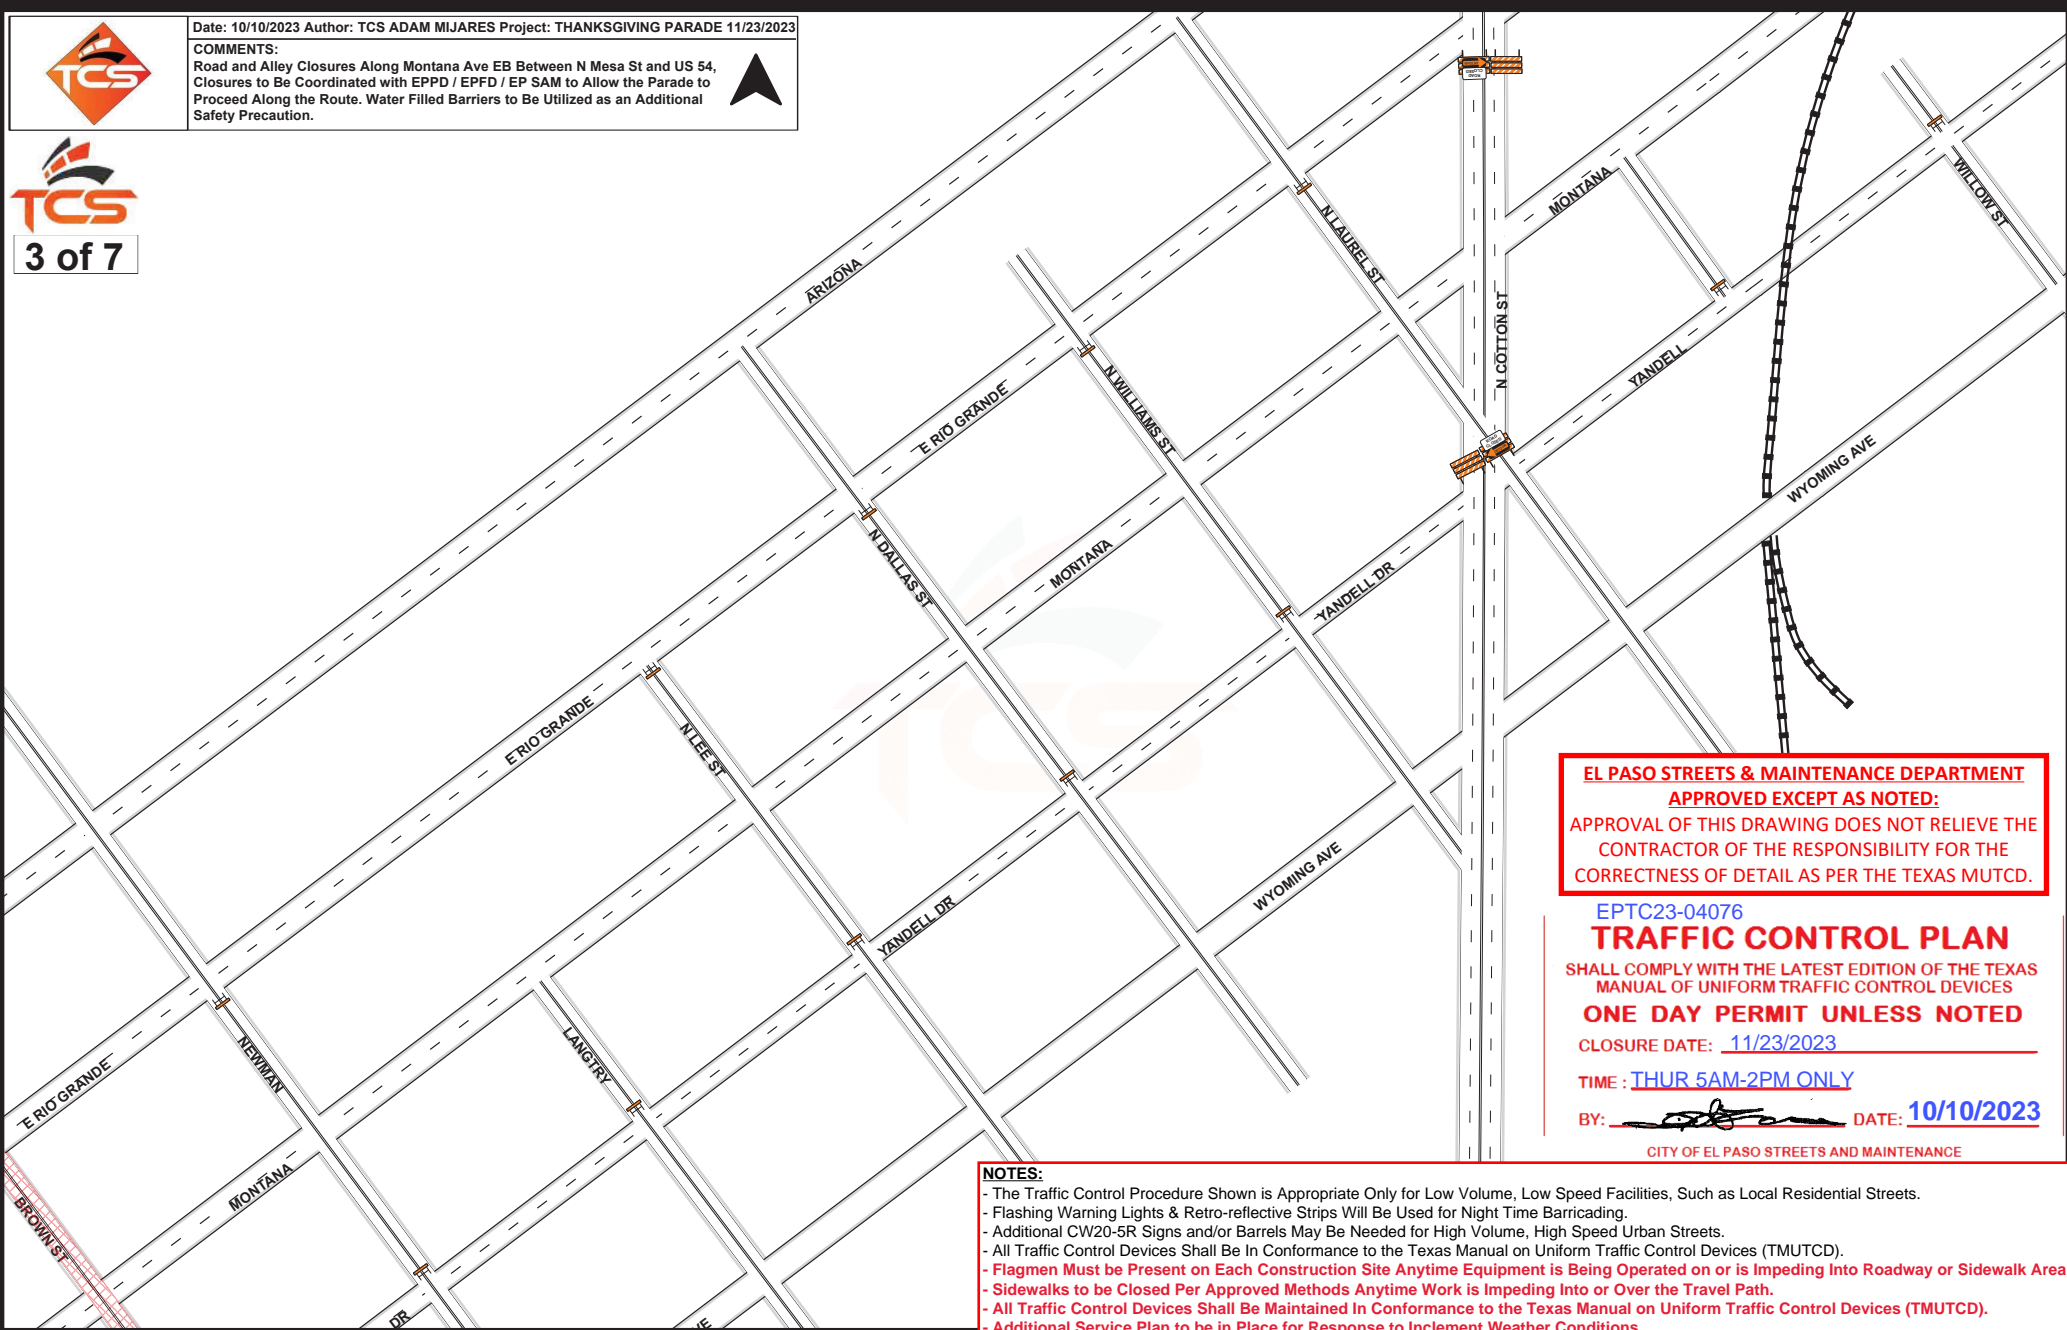 TCS
Date: 10/10/2023 Author: TCS ADAM MIJARES Project: THANKSGIVING PARADE 11/23/2023
COMMENTS:
Road and Alley Closures Along Montana Ave EB Between N Mesa St and US 54,
Closures to Be Coordinated with EPPD / EPFD / EP SAM to Allow the Parade to
Proceed Along the Route. Water Filled Barriers to Be Utilized as an Additional
Safety Precaution.
TCS
3 of 7
ROAD
CLOSED
MONTANA
WILLOW ST
N LAUREL ST
ARIZONA
N COTTON ST
YANDELL
E RIO GRANDE
N WILLIAMS ST
ROAD
CLOSED
WYOMING AVE
N DALLAS ST
MONTANA
YANDELL DR
TCS
E RIO GRANDE
N LEE ST
WYOMING AVE
YANDELL DR
LANGTRY
NEWMAN
E RIO GRANDE
MONTANA
BROWN ST
DR
VE
EL PASO STREETS & MAINTENANCE DEPARTMENT
APPROVED EXCEPT AS NOTED:
APPROVAL OF THIS DRAWING DOES NOT RELIEVE THE
CONTRACTOR OF THE RESPONSIBILITY FOR THE
CORRECTNESS OF DETAIL AS PER THE TEXAS MUTCD.
EPTC23-04076
TRAFFIC CONTROL PLAN
SHALL COMPLY WITH THE LATEST EDITION OF THE TEXAS
MANUAL OF UNIFORM TRAFFIC CONTROL DEVICES
ONE DAY PERMIT UNLESS NOTED
CLOSURE DATE: 11/23/2023
TIME : THUR 5AM-2PM ONLY
BY: DATE: 10/10/2023
CITY OF EL PASO STREETS AND MAINTENANCE
NOTES:
- The Traffic Control Procedure Shown is Appropriate Only for Low Volume, Low Speed Facilities, Such as Local Residential Streets.
- Flashing Warning Lights & Retro-reflective Strips Will Be Used for Night Time Barricading.
- Additional CW20-5R Signs and/or Barrels May Be Needed for High Volume, High Speed Urban Streets.
- All Traffic Control Devices Shall Be In Conformance to the Texas Manual on Uniform Traffic Control Devices (TMUTCD).
- Flagmen Must be Present on Each Construction Site Anytime Equipment is Being Operated on or is Impeding Into Roadway or Sidewalk Area
- Sidewalks to be Closed Per Approved Methods Anytime Work is Impeding Into or Over the Travel Path.
- All Traffic Control Devices Shall Be Maintained In Conformance to the Texas Manual on Uniform Traffic Control Devices (TMUTCD).
- Additional Service Plan to be in Place for Response to Inclement Weather Conditions